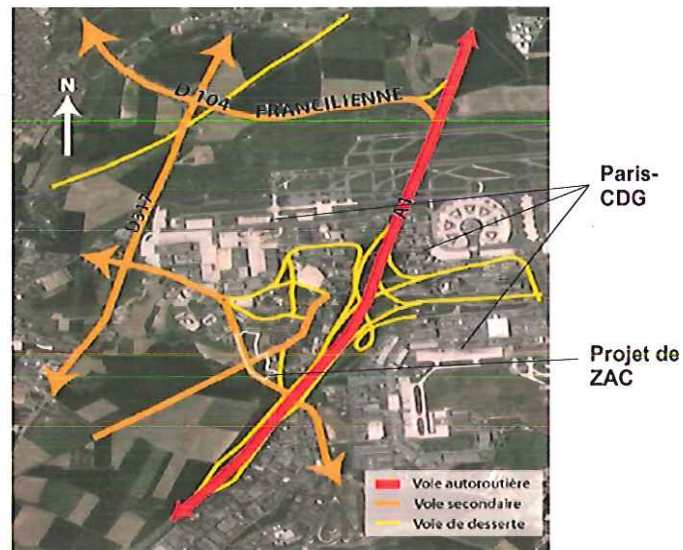 N
D 104 FRANCILIENNE
D317
A1
Paris-
CDG
Projet de
ZAC
Voie autoroutière
Voie secondaire
Voie de desserte